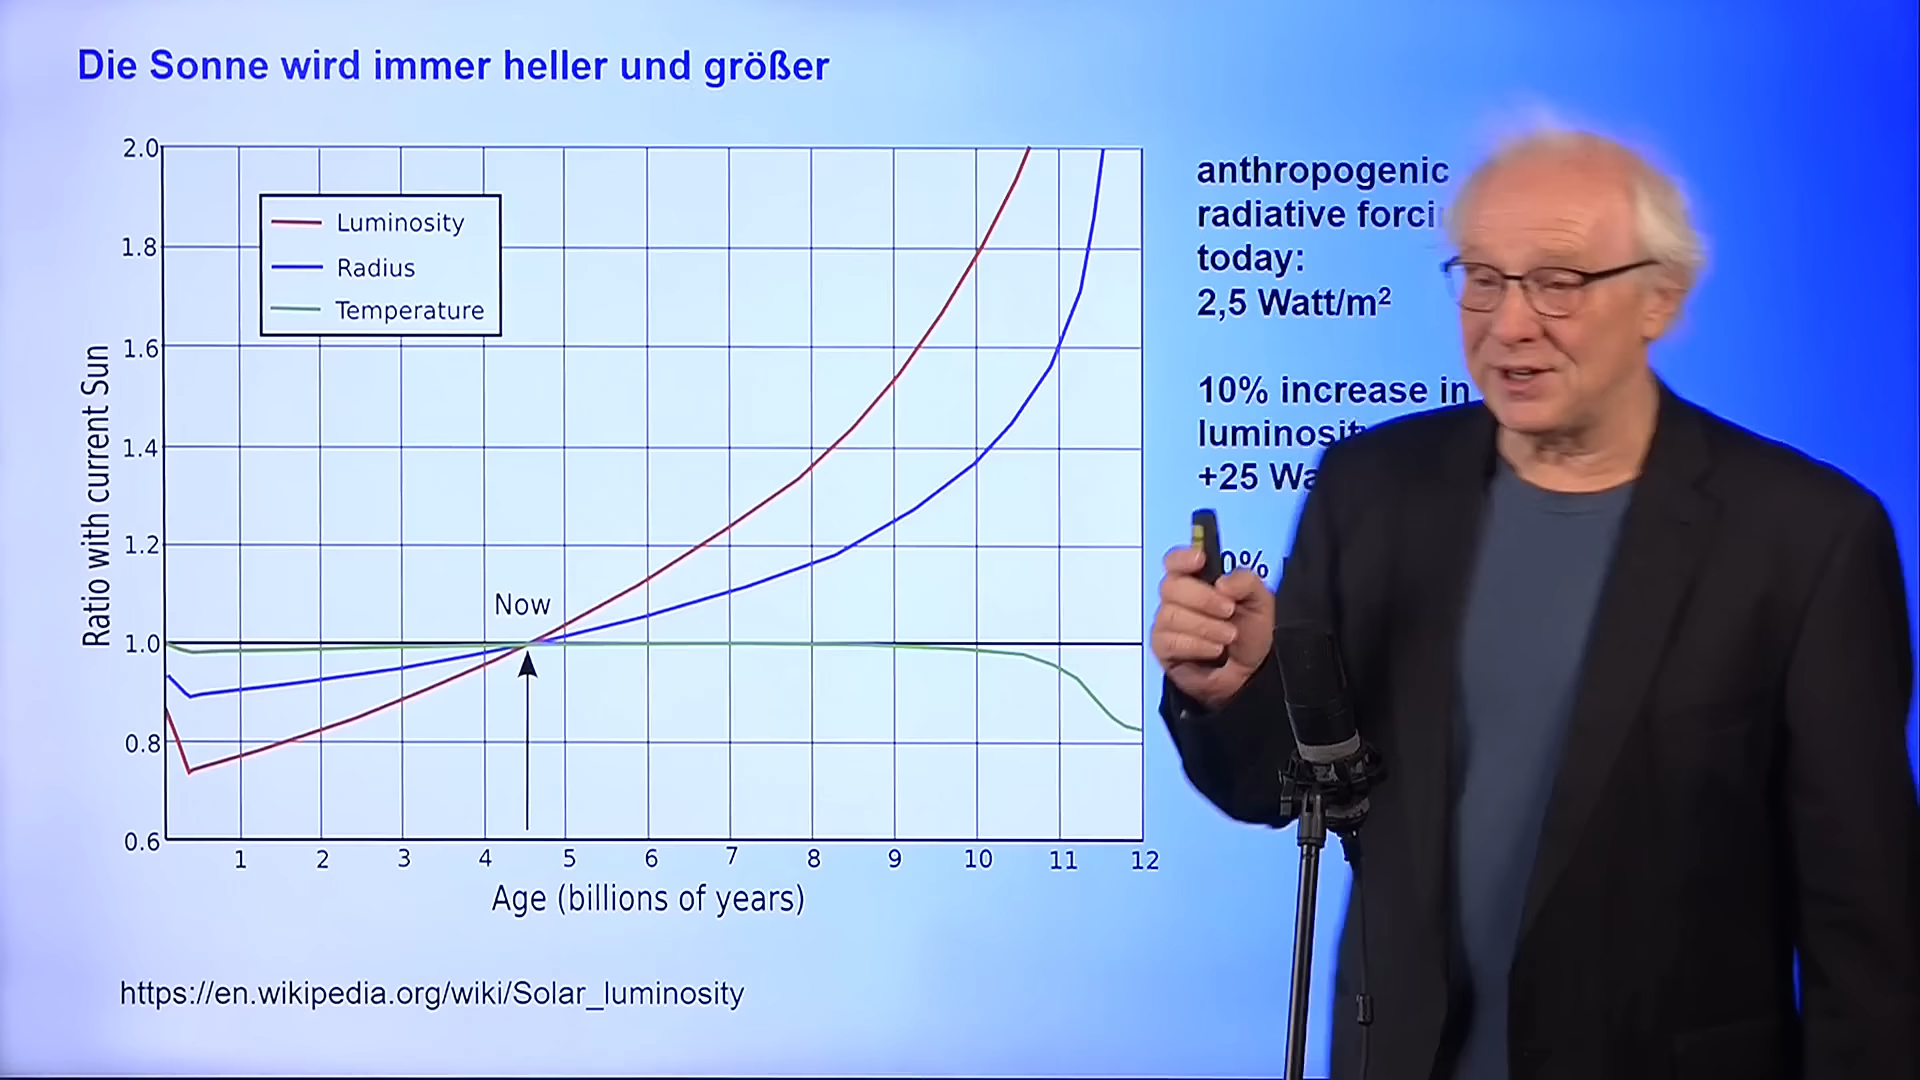 Die Sonne wird immer heller und größer
2.0
1.8
1.6
1.4
1.2
1.0
0.8
0.6
Ratio with current Sun
Luminosity
Radius
Temperature
Now
1 2 3 4 5 6 7 8 9 10 11 12
Age (billions of years)
https://en.wikipedia.org/wiki/Solar_luminosity
anthropogenic
radiative
today:
2,5 Watt/m²
10% increase in
+25